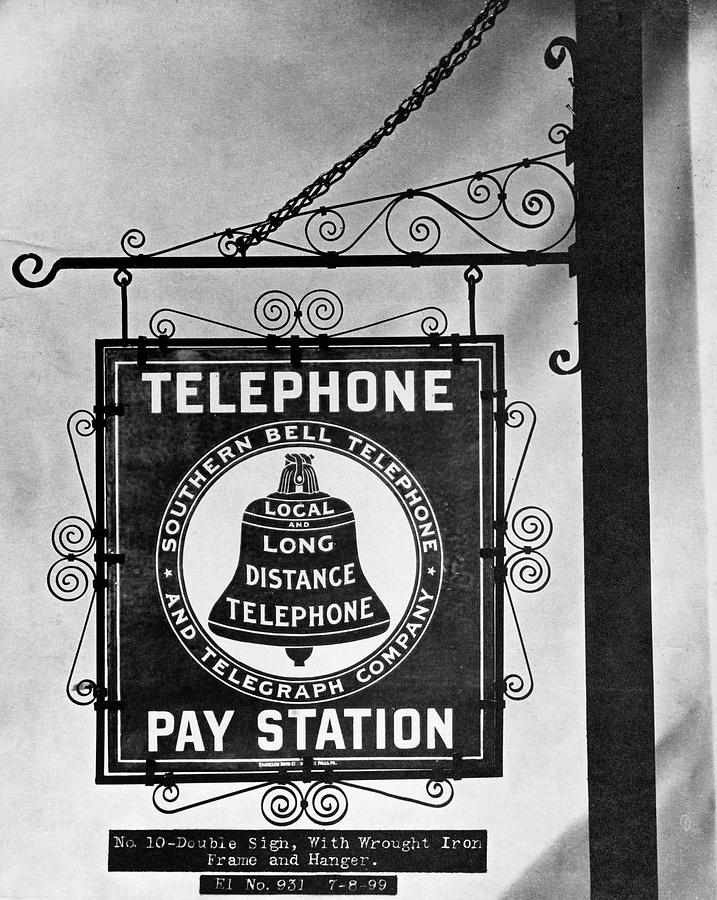 TELEPHONE
SOUTHERN BELL TELEPHONE
AND TELEGRAPH COMPANY
LOCAL
AND
LONG
DISTANCE
TELEPHONE
PAY STATION
No. 10-Double Sign, With Wrought Iron
Frame and Hanger.
El No. 931 7-8-99